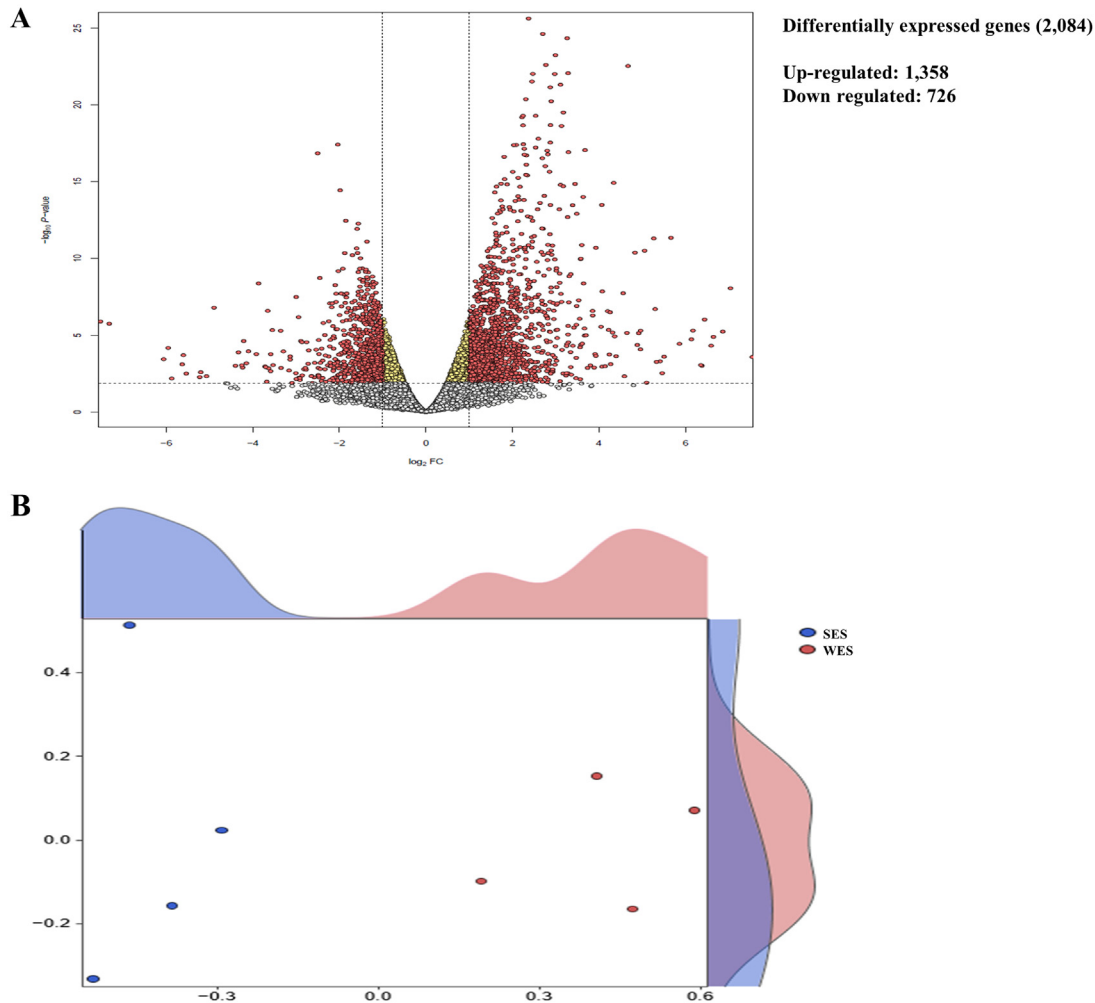 A
Differentially expressed genes (2,084)
Up-regulated: 1,358
Down regulated: 726
25
20
15
10
5
0
-log₁₀ P-value
−6 −4 −2 0 2 4 6
log₂ FC
B
SES
WES
0.4
0.2
0.0
−0.2
−0.3 0.0 0.3 0.6